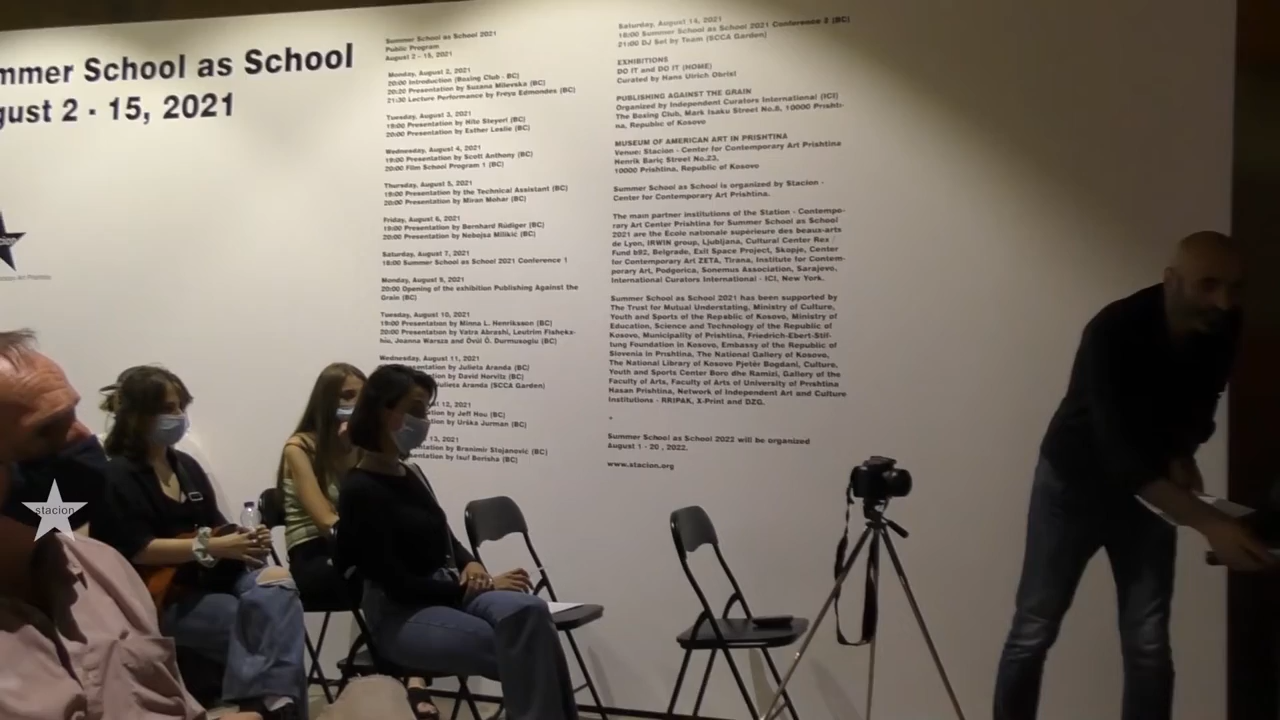 mmer School as School
gust 2 - 15, 2021
stacion
Summer School as School 2021
Public Program
August 2 - 15, 2021
Monday, August 2, 2021
20:00 Introduction (Boxing Club - BC)
20:20 Presentation by Suzana Milevska (BC)
21:30 Lecture Performance by Freya Edmondes (BC)
Tuesday, August 3, 2021
19:00 Presentation by Hito Steyerl (BC)
20:00 Presentation by Esther Leslie (BC)
Wednesday, August 4, 2021
19:00 Presentation by Scott Anthony (BC)
20:00 Film School Program 1 (BC)
Thursday, August 5, 2021
19:00 Presentation by the Technical Assistant (BC)
20:00 Presentation by Miran Mohar (BC)
Friday, August 6, 2021
19:00 Presentation by Bernhard Rüdiger (BC)
20:00 Presentation by Nebojsa Milikić (BC)
Saturday, August 7, 2021
18:00 Summer School as School 2021 Conference 1
Monday, August 9, 2021
20:00 Opening of the exhibition Publishing Against the
Grain (BC)
Tuesday, August 10, 2021
19:00 Presentation by Minna L. Henriksson (BC)
20:00 Presentation by Vatra Abrashi, Leutrim Fisheka-
hiu, Joanna Warsza and Övül Ö. Durmusoglu (BC)
Wednesday, August 11, 2021
tation by Julieta Aranda (BC)
by David Horvitz (BC)
Julieta Aranda (SCCA Garden)
12, 2021
tion by Jeff Hou (BC)
tion by Urška Jurman (BC)
13, 2021
entation by Branimir Stojanovic (BC)
ntation by Isuf Berisha (BC)
Saturday, August 14, 2021
18:00 Summer School as School 2021 Conference 2 (BC)
21:00 DJ Set by Team (SCCA Garden)
EXHIBITIONS
DO IT and DO IT (HOME)
Curated by Hans Ulrich Obrist
PUBLISHING AGAINST THE GRAIN
Organized by Independent Curators International (ICI)
The Boxing Club, Mark Isaku Street No.8, 10000 Prishti-
na, Republic of Kosovo
MUSEUM OF AMERICAN ART IN PRISHTINA
Venue: Stacion - Center for Contemporary Art Prishtina
Henrik Bariç Street No.23,
10000 Prishtina, Republic of Kosovo
Summer School as School is organized by Stacion -
Center for Contemporary Art Prishtina.
The main partner institutions of the Station - Contempo-
rary Art Center Prishtina for Summer School as School
2021 are the École nationale supérieure des beaux-arts
de Lyon, IRWIN group, Ljubljana, Cultural Center Rex /
Fund b92, Belgrade, Exit Space Project, Skopje, Center
for Contemporary Art ZETA, Tirana, Institute for Contem-
porary Art, Podgorica, Sonemus Association, Sarajevo,
International Curators International - ICI, New York.
Summer School as School 2021 has been supported by
The Trust for Mutual Understating, Ministry of Culture,
Youth and Sports of the Republic of Kosovo, Ministry of
Education, Science and Technology of the Republic of
Kosovo, Municipality of Prishtina, Friedrich-Ebert-Stif-
tung Foundation in Kosovo, Embassy of the Republic of
Slovenia in Prishtina, The National Gallery of Kosovo,
The National Library of Kosovo Pjetër Bogdani, Culture,
Youth and Sports Center Boro dhe Ramizi, Gallery of the
Faculty of Arts, Faculty of Arts of University of Prishtina
Hasan Prishtina, Network of Independent Art and Culture
Institutions - RRIPAK, X-Print and DZG.
*
Summer School as School 2022 will be organized
August 1 - 20, 2022.
www.stacion.org
stacion